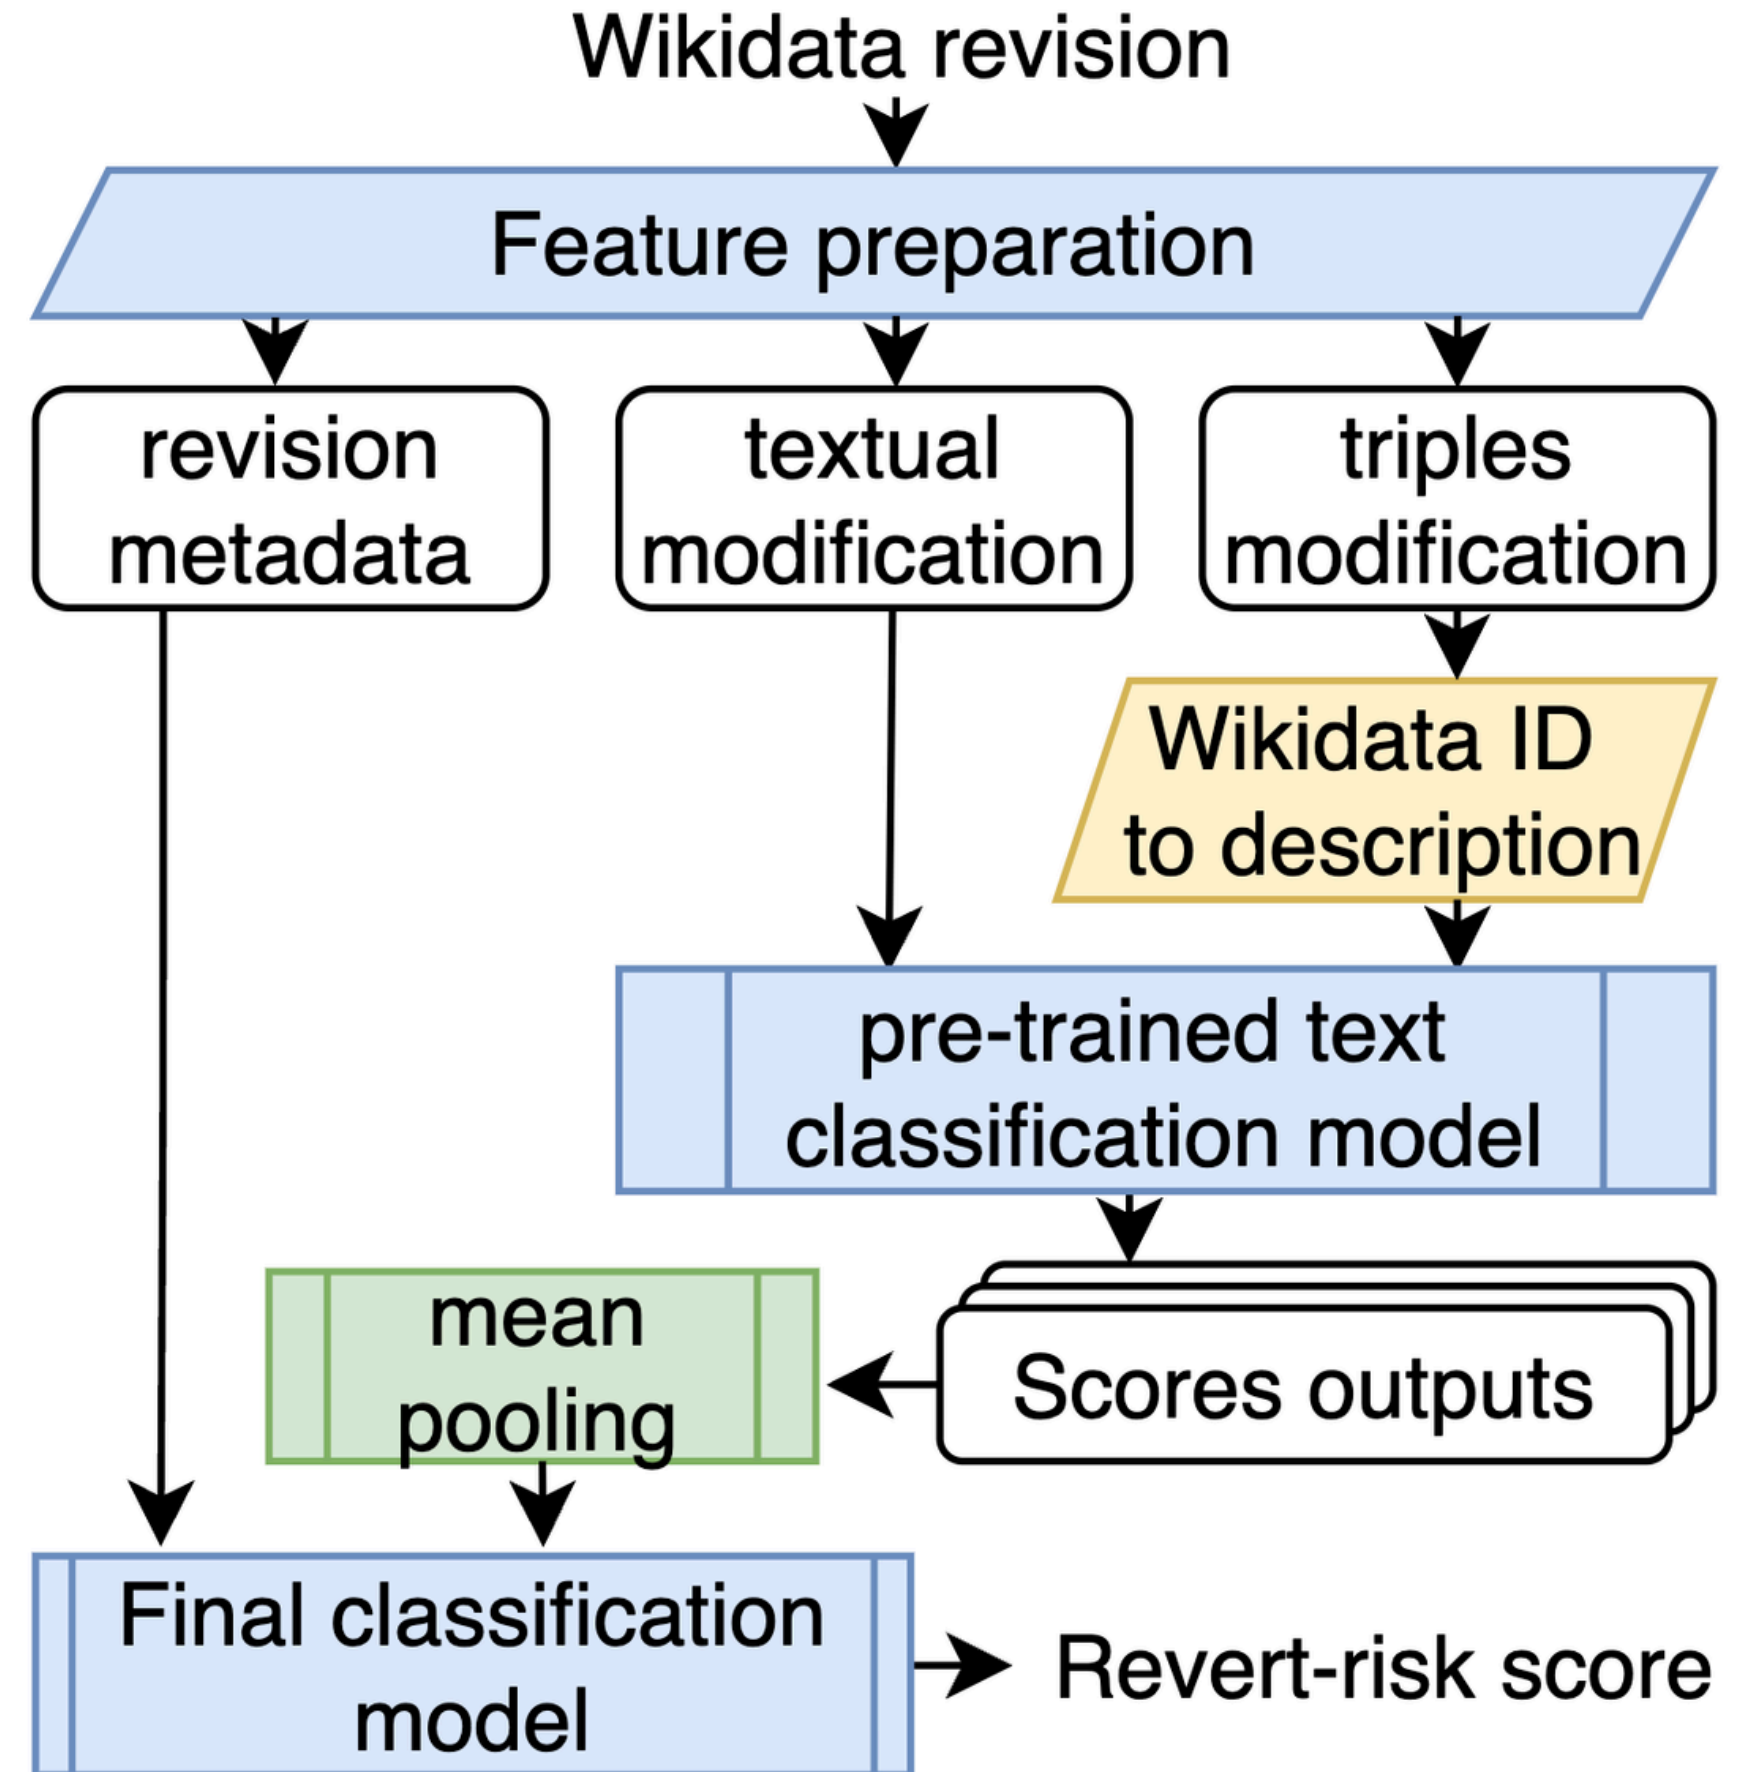 Wikidata revision
Feature preparation
revision
metadata
textual
modification
triples
modification
Wikidata ID
to description
pre-trained text
classification model
mean
pooling
Scores outputs
Final classification
model
Revert-risk score